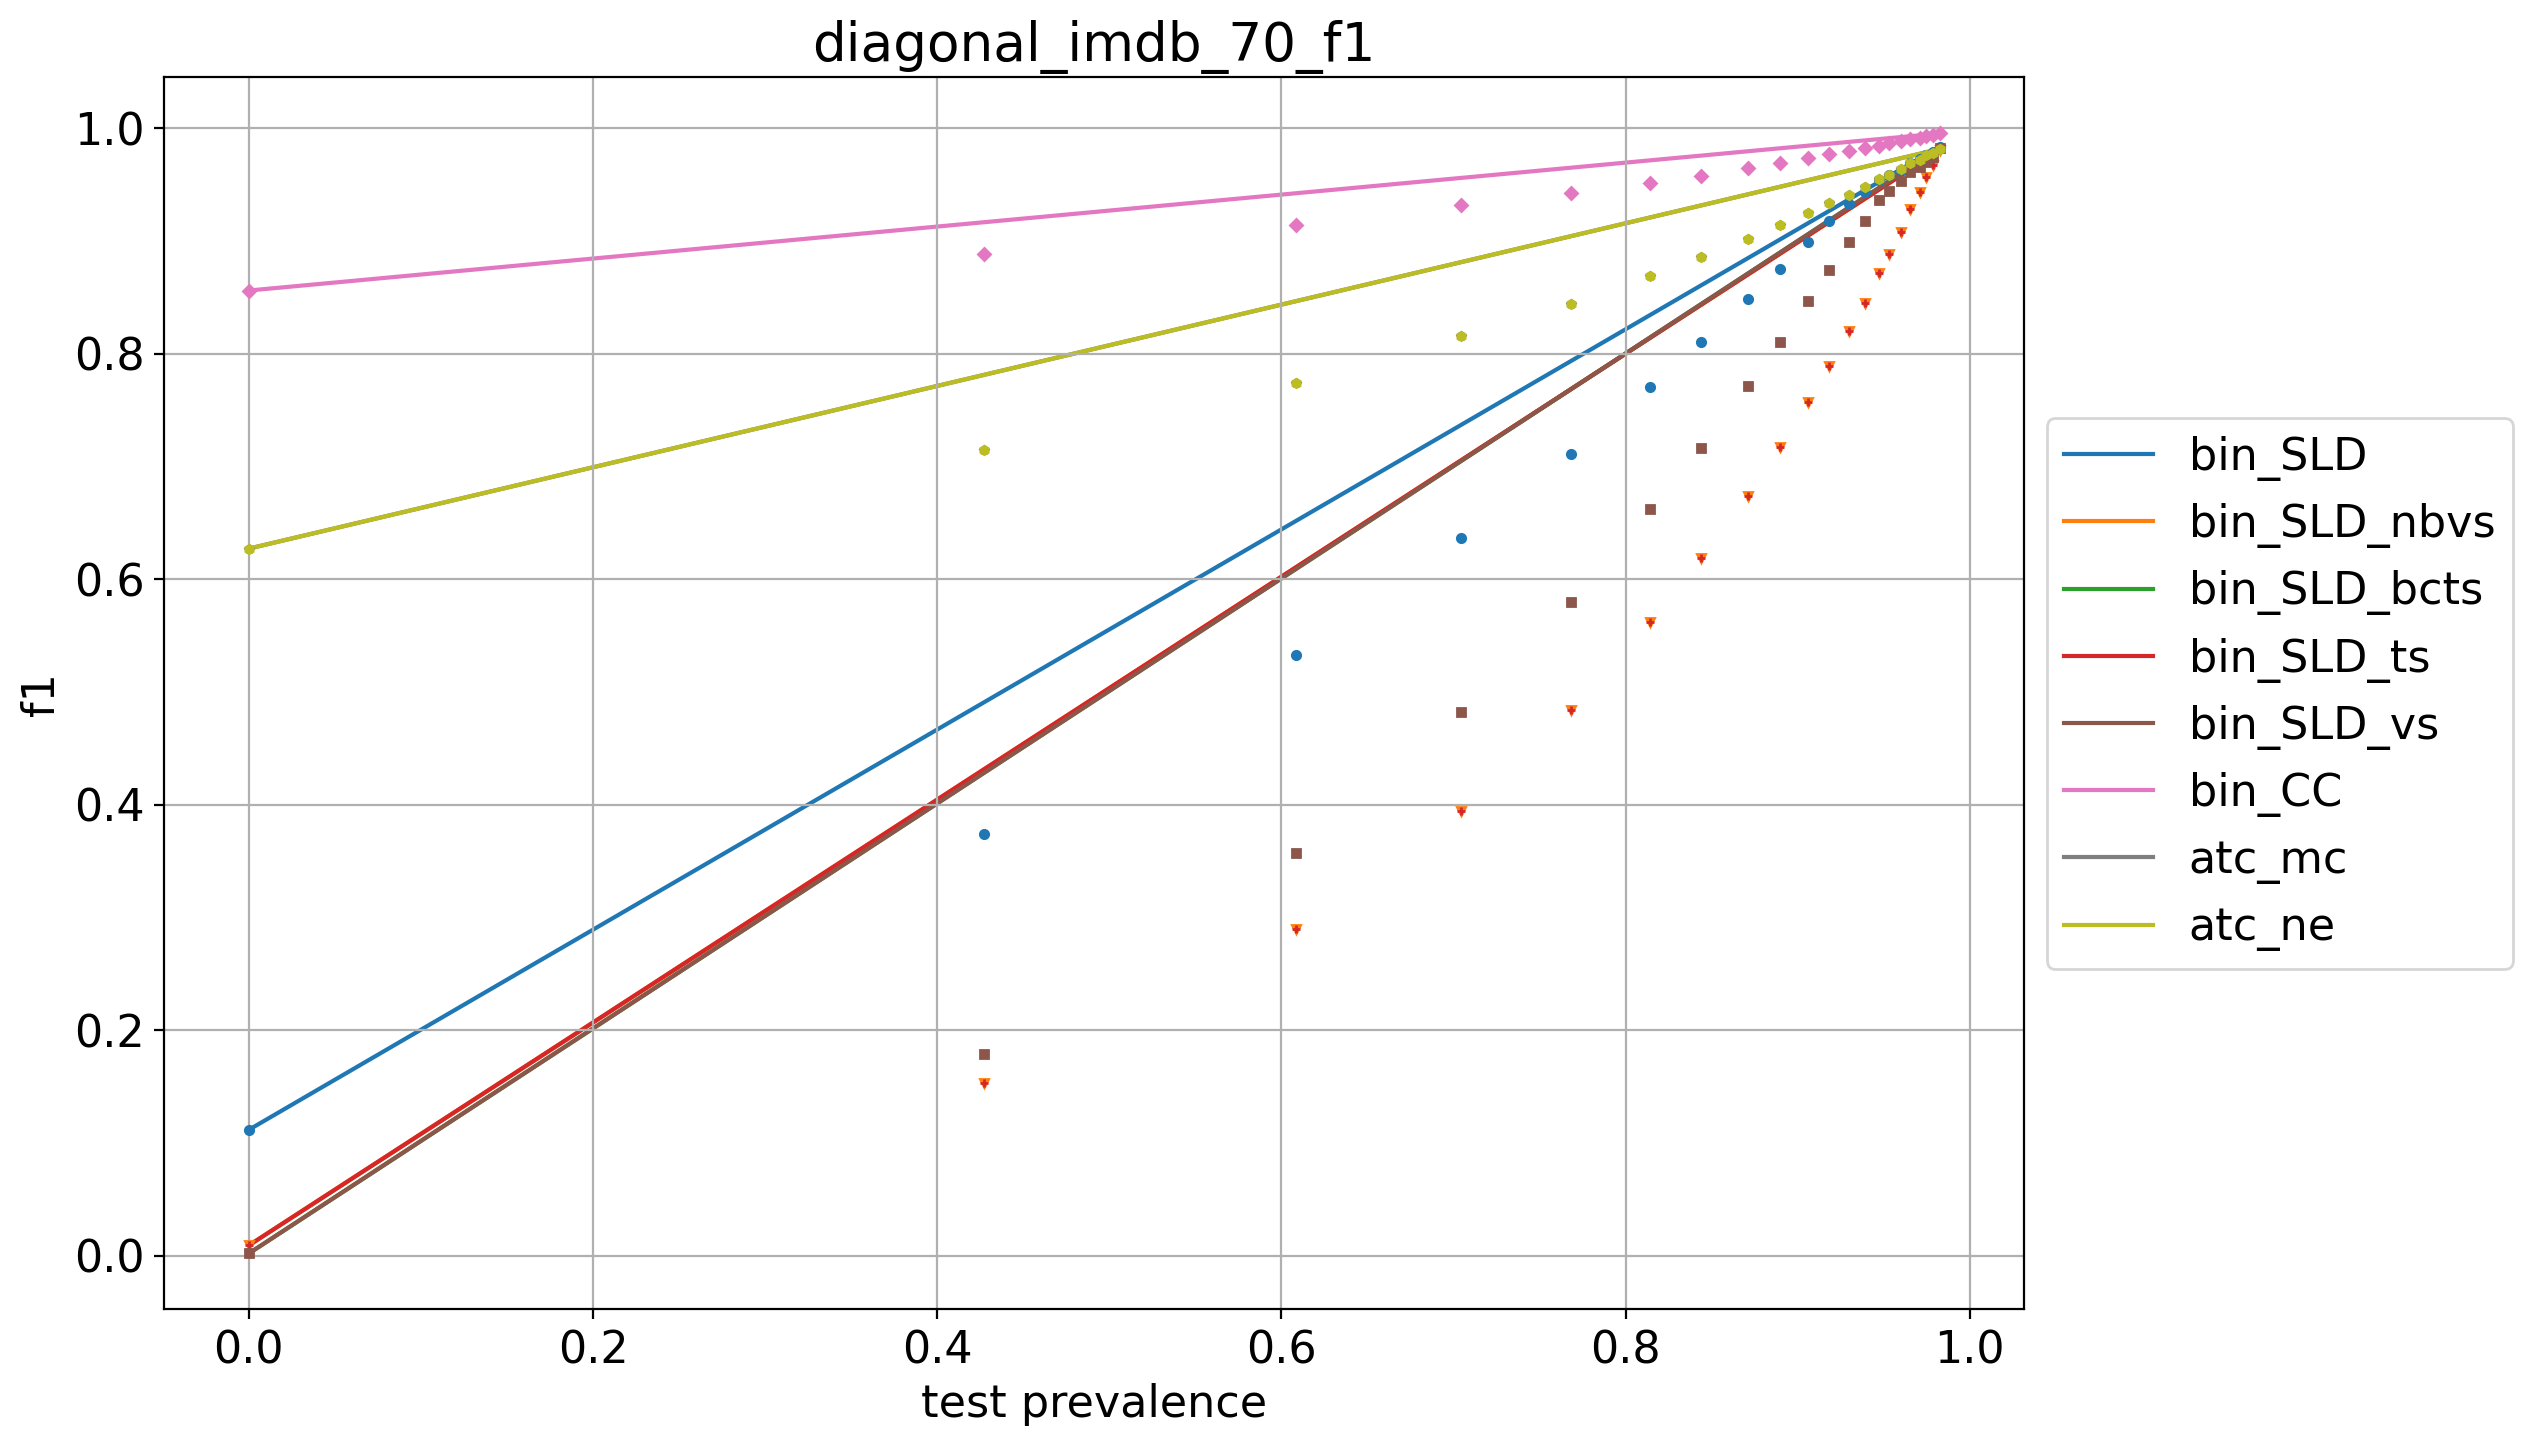 diagonal_imdb_70_f1
1.0
0.8
0.6
0.4
0.2
0.0
f1
0.0 0.2 0.4 0.6 0.8 1.0
test prevalence
bin_SLD
bin_SLD_nbvs
bin_SLD_bcts
bin_SLD_ts
bin_SLD_vs
bin_CC
atc_mc
atc_ne